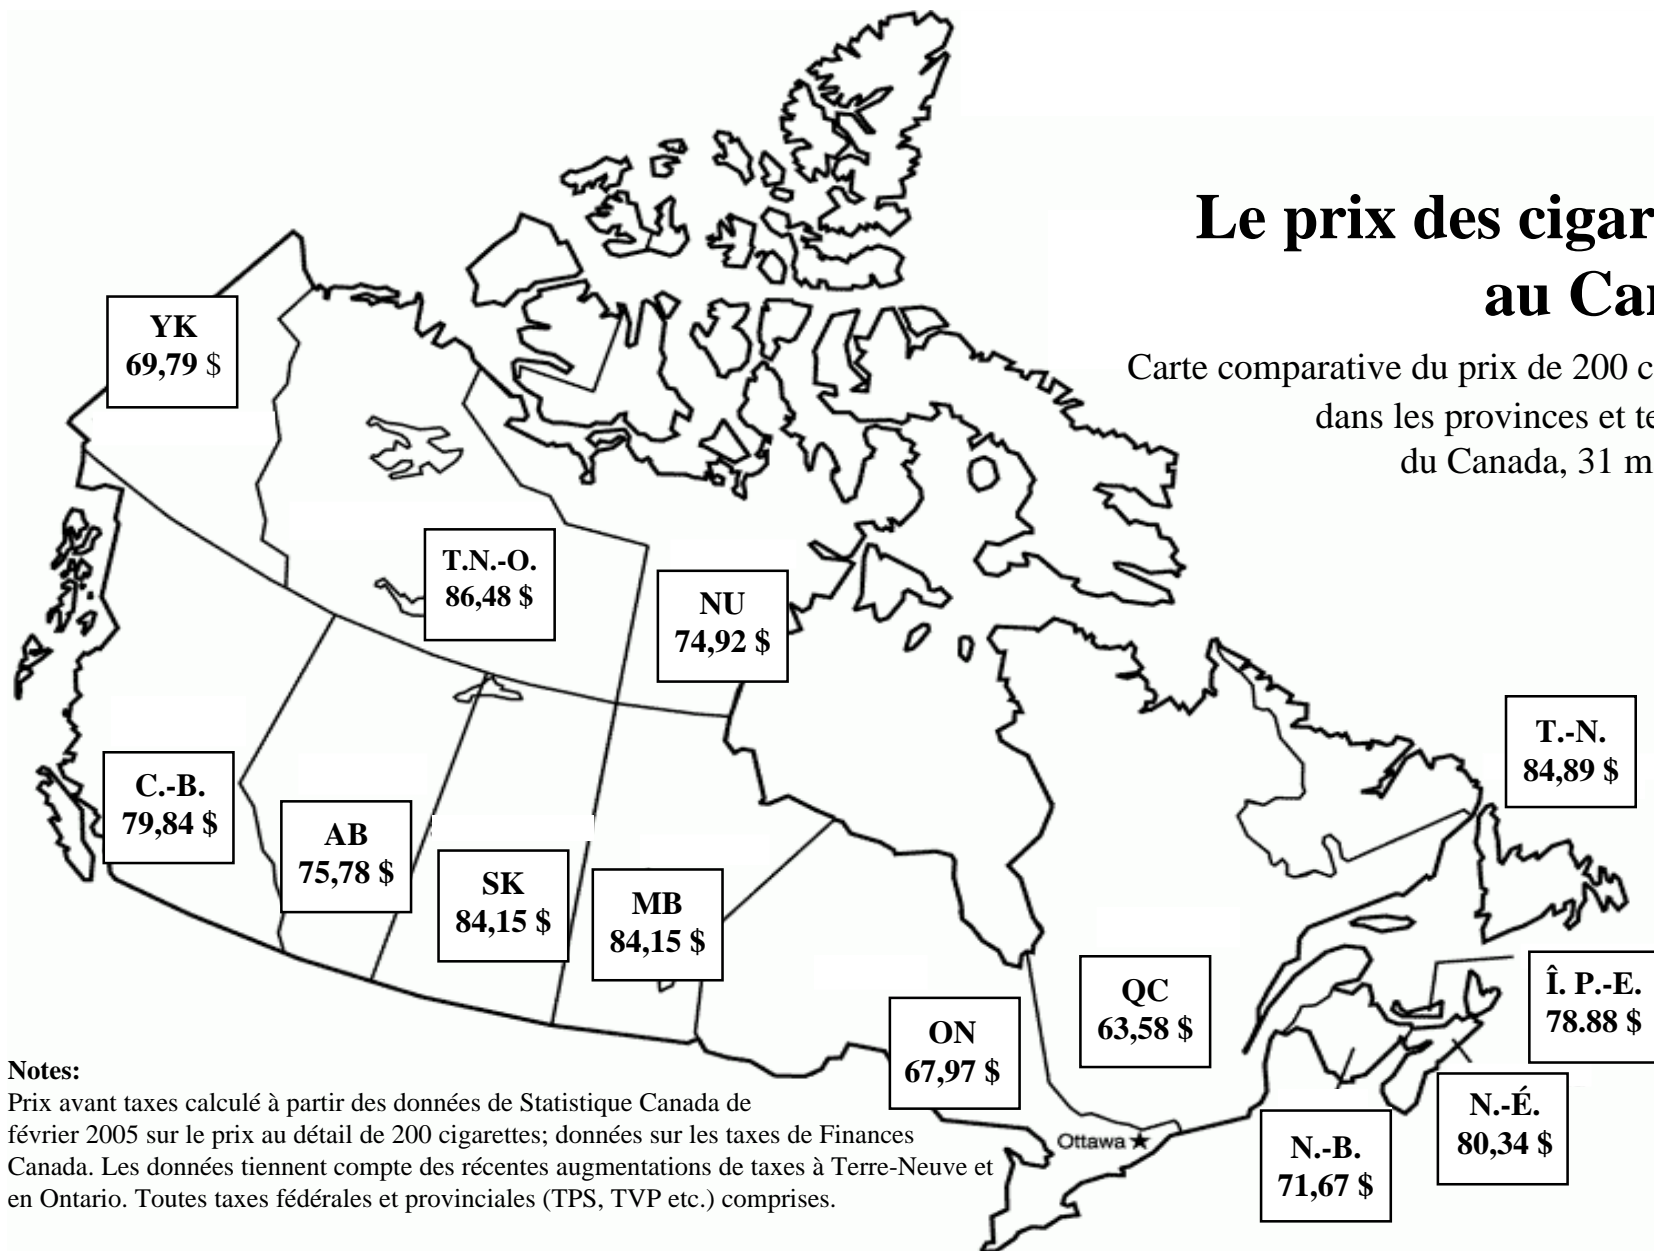 Le prix des cigar
au Ca
Carte comparative du prix de 200 c
dans les provinces et te
du Canada, 31 m
YK
69,79 $
T.N.-O.
86,48 $
NU
74,92 $
T.-N.
84,89 $
C.-B.
79,84 $
AB
75,78 $
SK
84,15 $
MB
84,15 $
ON
67,97 $
QC
63,58 $
Î. P.-E.
78.88 $
N.-É.
80,34 $
N.-B.
71,67 $
Ottawa
Notes:
Prix avant taxes calculé à partir des données de Statistique Canada de
février 2005 sur le prix au détail de 200 cigarettes; données sur les taxes de Finances
Canada. Les données tiennent compte des récentes augmentations de taxes à Terre-Neuve et
en Ontario. Toutes taxes fédérales et provinciales (TPS, TVP etc.) comprises.